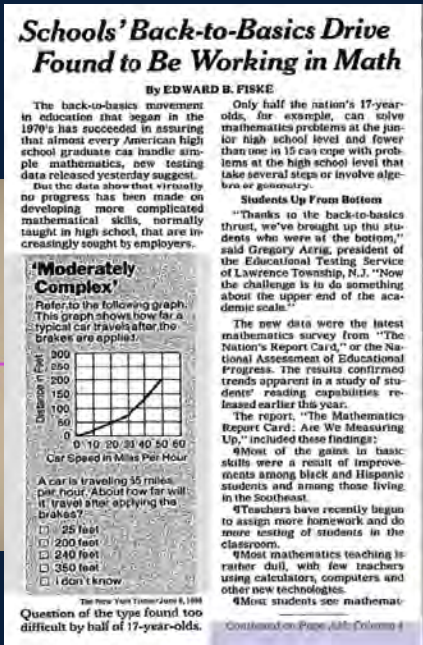 Schools' Back-to-Basics Drive
Found to Be Working in Math
By EDWARD B. FISKE
The back-to-basics movement
in education that began in the
1970's has succeeded in assuring
that almost every American high
school graduate can handle sim-
ple mathematics, new testing
data released yesterday suggest.
But the data show that virtually
no progress has been made on
developing more complicated
mathematical skills, normally
taught in high school, that are in-
creasingly sought by employers.
'Moderately
Complex'
Refer to the following graph.
This graph shows how far a
typical car travels after the
brakes are applied.
Distance in Feet
300
250
200
150
100
50
0
0 10 20 30 40 50 60
Car Speed in Miles Per Hour
A car is traveling 55 miles
per hour. About how far will
it travel after applying the
brakes?
25 feet
200 feet
240 feet
350 feet
I don't know
The New York Times/June 8, 1988
Question of the type found too
difficult by half of 17-year-olds.
Only half the nation's 17-year-
olds, for example, can solve
mathematics problems at the jun-
ior high school level and fewer
than one in 15 can cope with prob-
lems at the high school level that
take several steps or involve alge-
bra or geometry.
Students Up From Bottom
"Thanks to the back-to-basics
thrust, we've brought up the stu-
dents who were at the bottom,"
said Gregory Anrig, president of
the Educational Testing Service
of Lawrence Township, N.J. "Now
the challenge is to do something
about the upper end of the aca-
demic scale."
The new data were the latest
mathematics survey from "The
Nation's Report Card," or the Na-
tional Assessment of Educational
Progress. The results confirmed
trends apparent in a study of stu-
dents' reading capabilities re-
leased earlier this year.
The report, "The Mathematics
Report Card: Are We Measuring
Up," included these findings:
¶Most of the gains in basic
skills were a result of improve-
ments among black and Hispanic
students and among those living
in the Southeast.
¶Teachers have recently begun
to assign more homework and do
more testing of students in the
classroom.
¶Most mathematics teaching is
rather dull, with few teachers
using calculators, computers and
other new technologies.
¶Most students see mathemat-
Continued on Page A28, Column 4